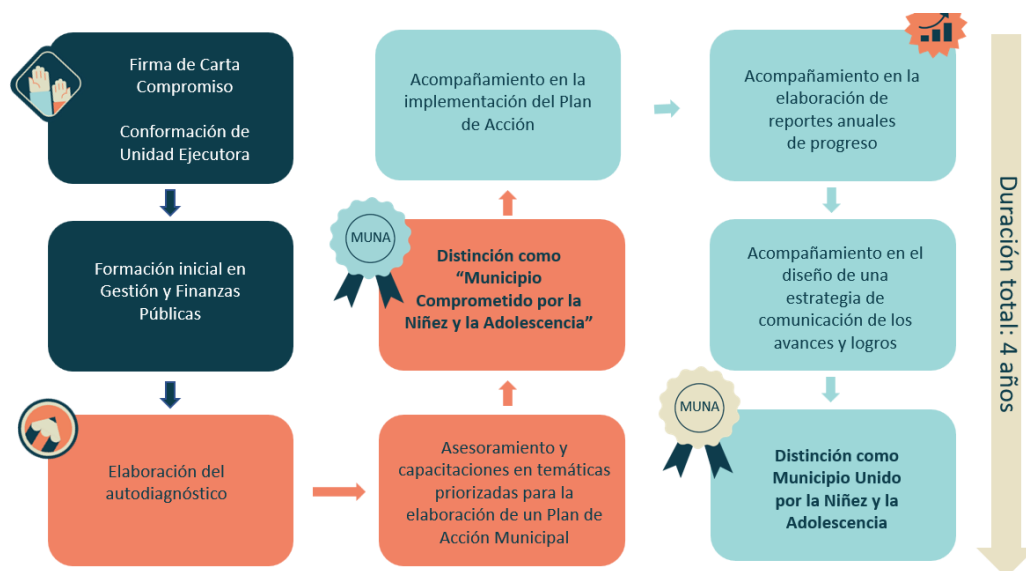 Firma de Carta
Compromiso
Conformación de
Unidad Ejecutora
Formación inicial en
Gestión y Finanzas
Públicas
Elaboración del
autodiagnóstico
Asesoramiento y
capacitaciones en temáticas
priorizadas para la
elaboración de un Plan de
Acción Municipal
MUNA
Distinción como
“Municipio
Comprometido por la
Niñez y la Adolescencia”
Acompañamiento en la
implementación del Plan
de Acción
Acompañamiento en la
elaboración de
reportes anuales
de progreso
Acompañamiento en el
diseño de una
estrategia de
comunicación de los
avances y logros
MUNA
Distinción como
Municipio Unido
por la Niñez y la
Adolescencia
Duración total: 4 años